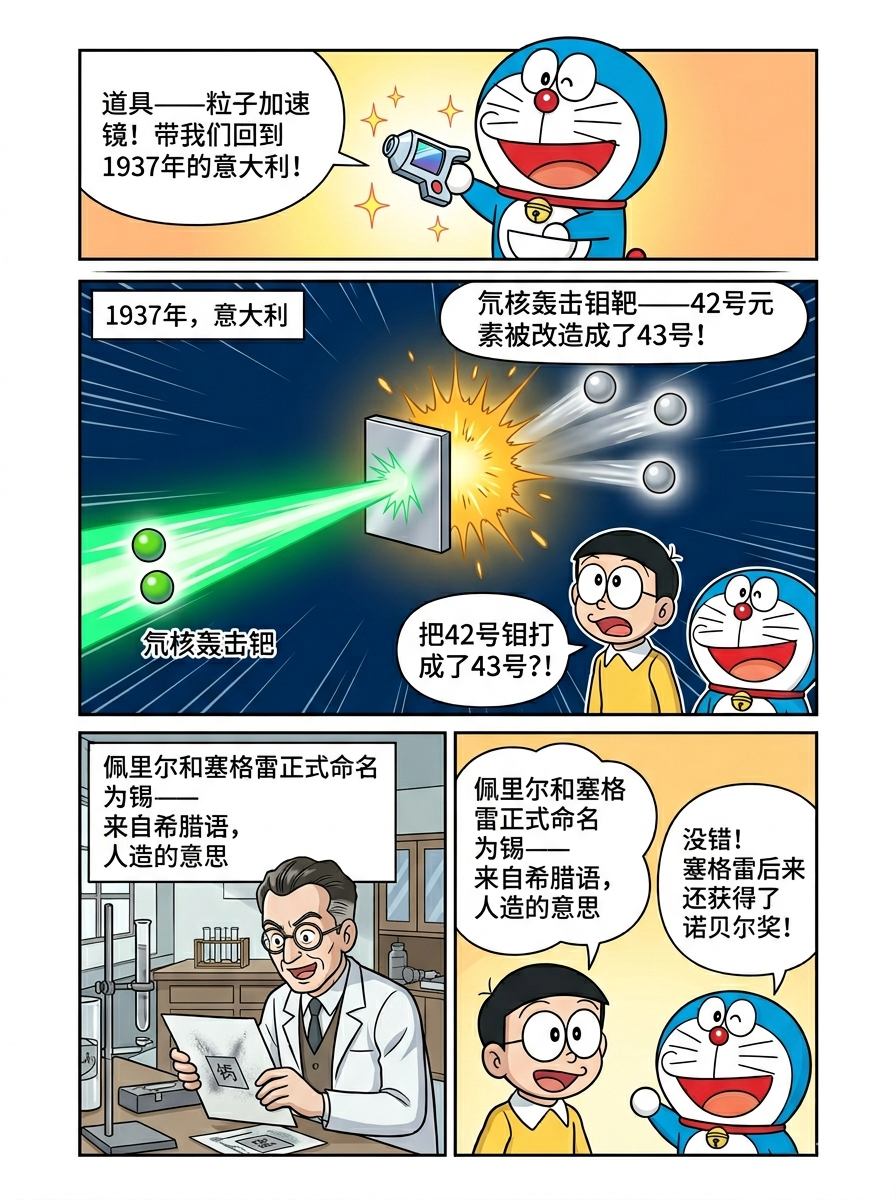 道具——粒子加速
镜！带我们回到
1937年的意大利！
1937年，意大利
氘核轰击钼靶——42号元
素被改造成了43号！
氘核轰击钯
把42号钼打
成了43号?!
佩里尔和塞格雷正式命名
为锡——
来自希腊语，
人造的意思
佩里尔和塞格
雷正式命名
为锡——
来自希腊语，
人造的意思
没错！
塞格雷后来
还获得了
诺贝尔奖！